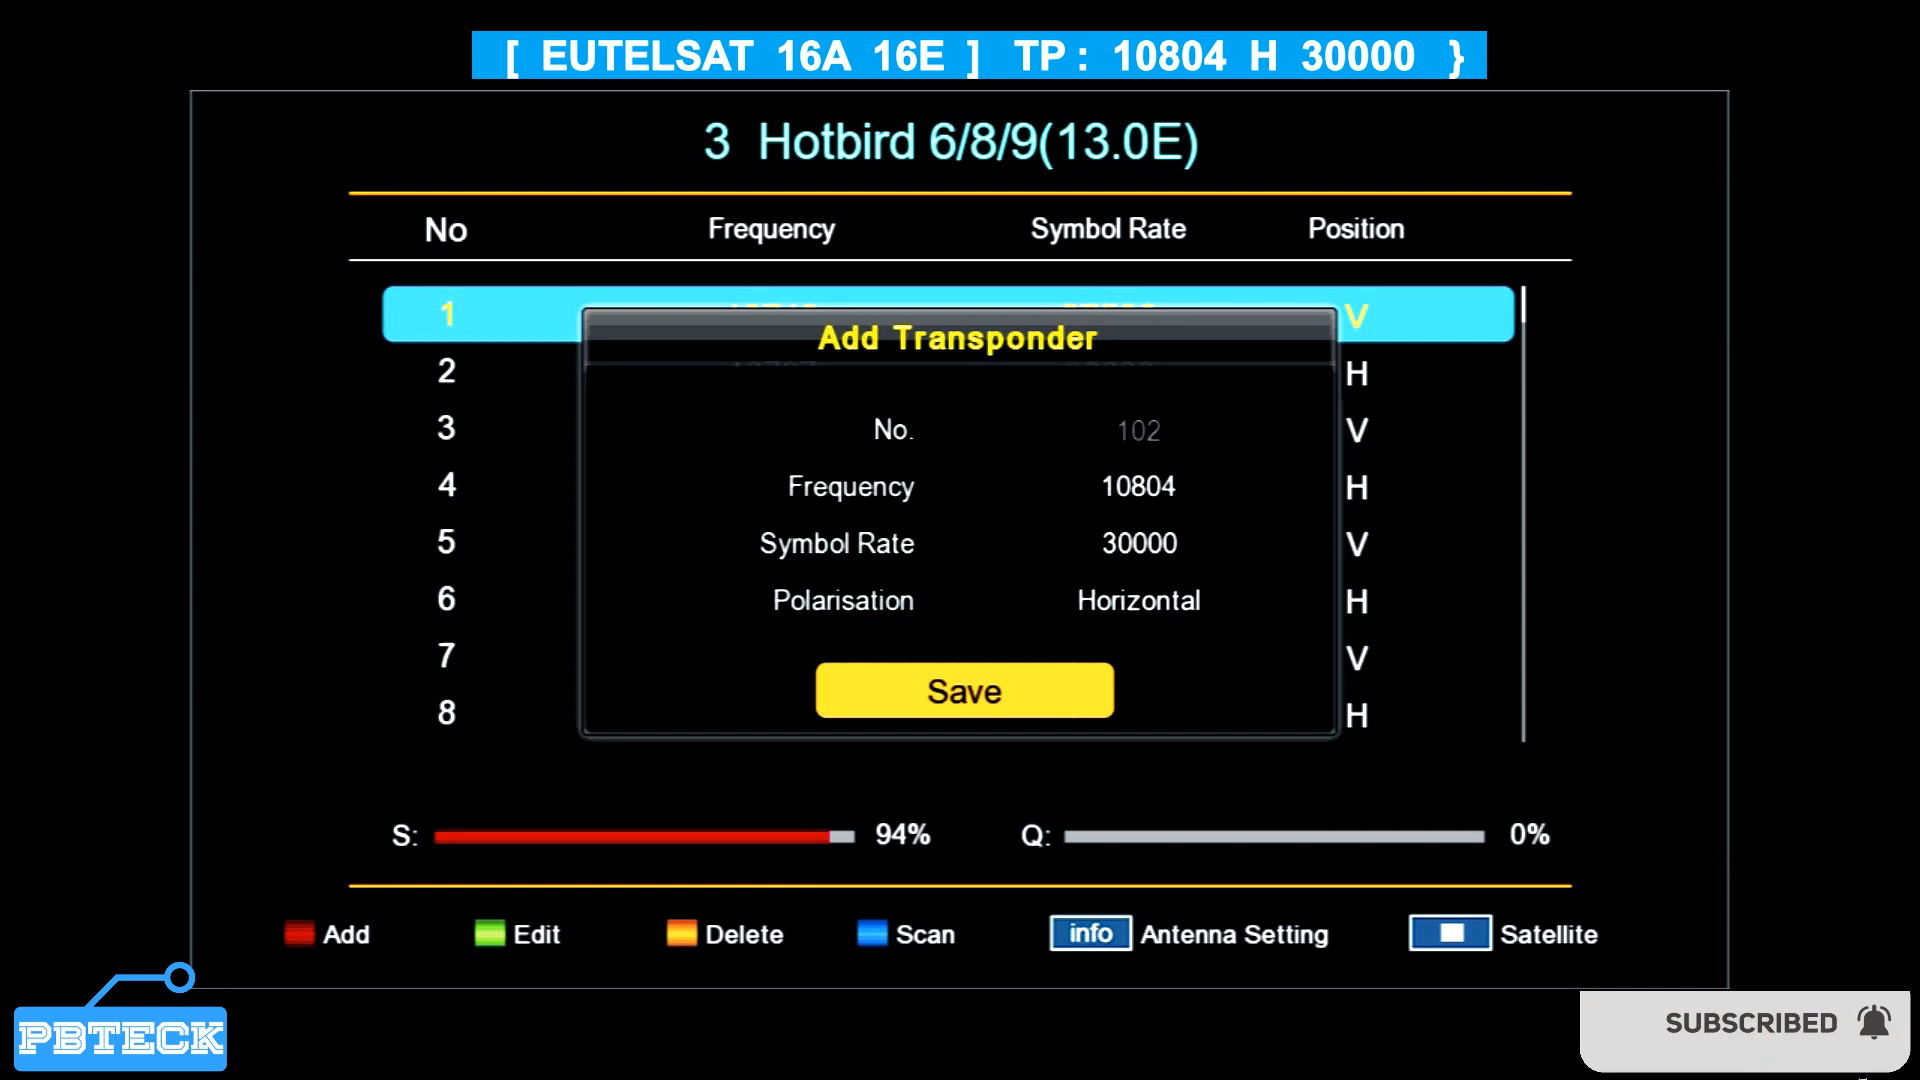 [ EUTELSAT 16A 16E ] TP : 10804 H 30000 }
3 Hotbird 6/8/9(13.0E)
No Frequency Symbol Rate Position
1 V
Add Transponder
2 H
3 No. 102 V
4 Frequency 10804 H
5 Symbol Rate 30000 V
6 Polarisation Horizontal H
7 V
Save
8 H
S: 94% Q: 0%
Add Edit Delete Scan info Antenna Setting Satellite
PBTECK
SUBSCRIBED